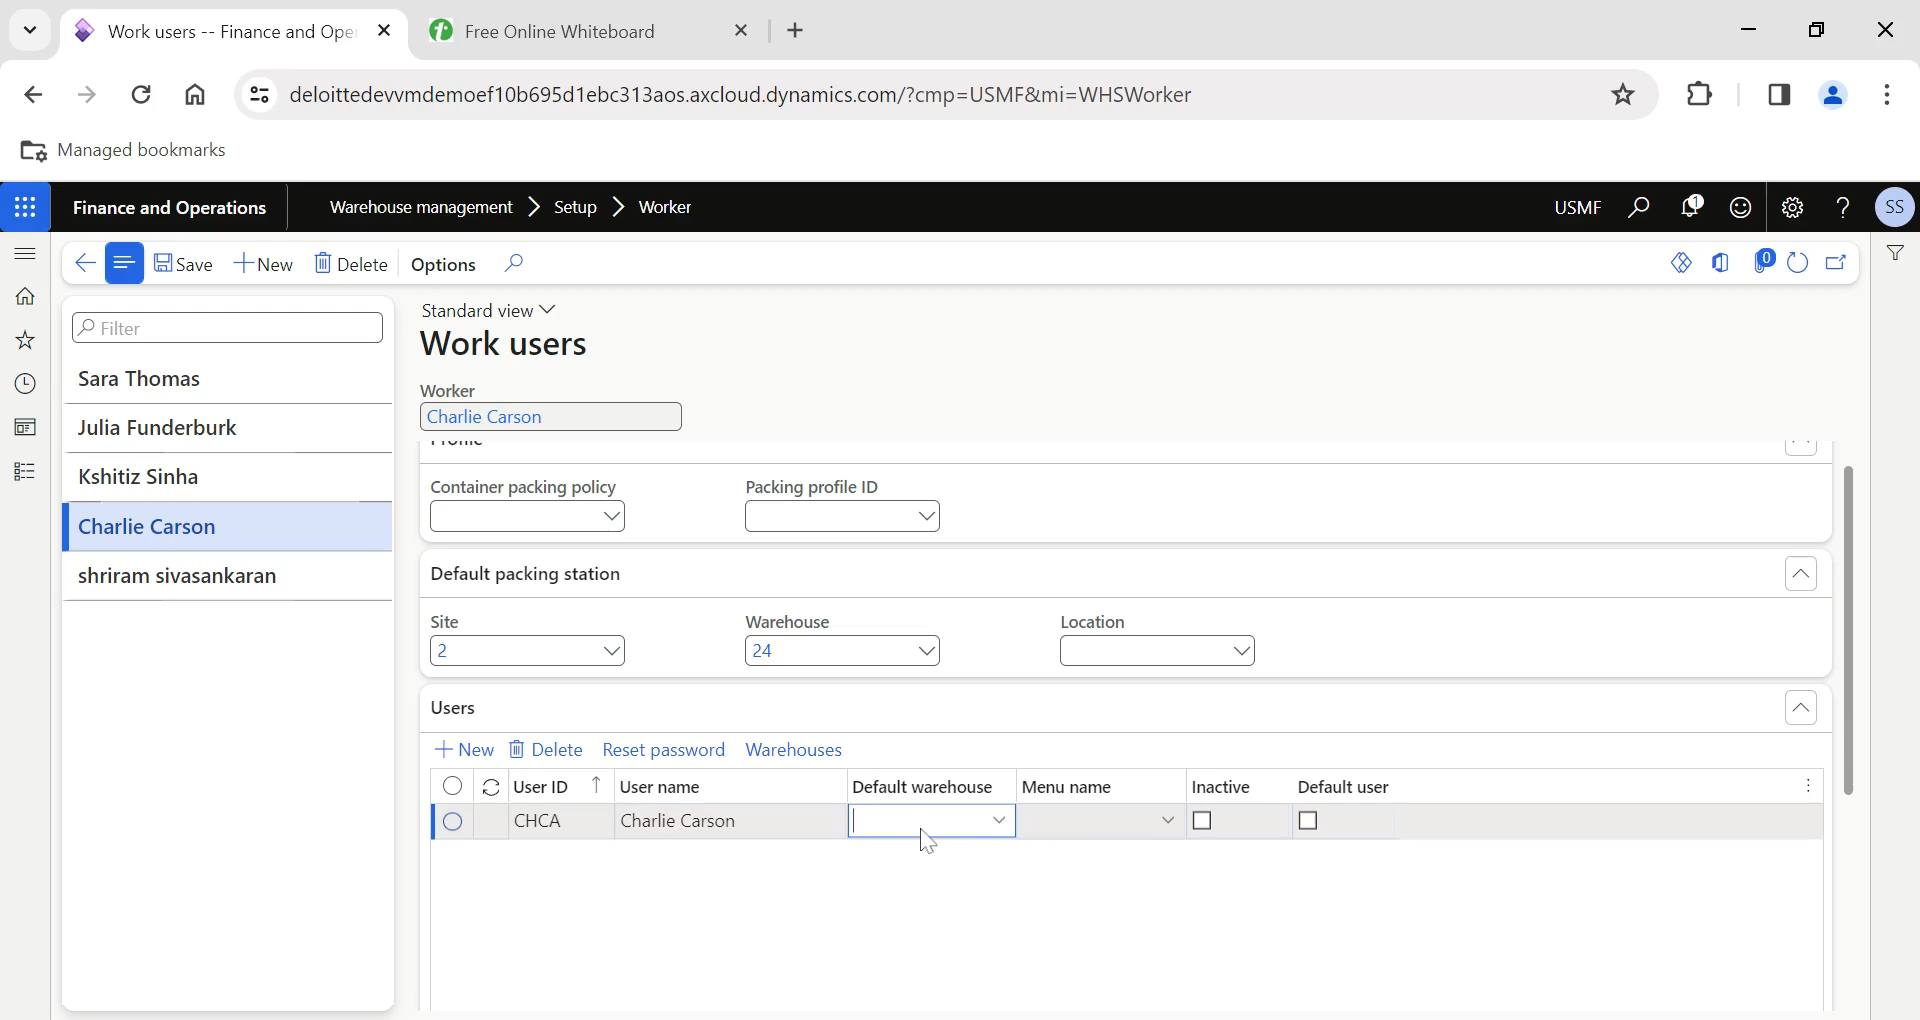 Work users -- Finance and Ope
Free Online Whiteboard
deloittedevvmdemoef10b695d1ebc313aos.axcloud.dynamics.com/?cmp=USMF&mi=WHSWorker
Managed bookmarks
Finance and Operations
Warehouse management > Setup > Worker
USMF
1
?
SS
Save
New
Delete
Options
0
Filter
Sara Thomas
Julia Funderburk
Kshitiz Sinha
Charlie Carson
shriram sivasankaran
Standard view
Work users
Worker
Charlie Carson
Profile
Container packing policy
Packing profile ID
Default packing station
Site
Warehouse
Location
2
24
Users
New
Delete
Reset password
Warehouses
User ID
User name
Default warehouse
Menu name
Inactive
Default user
CHCA
Charlie Carson